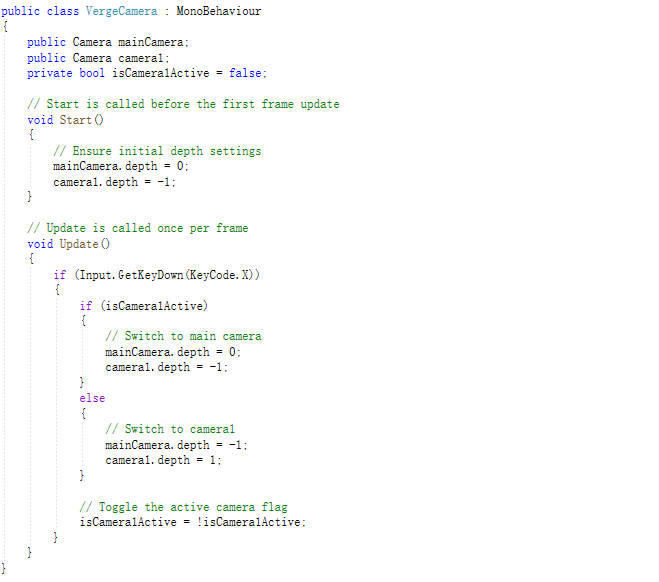 public class VergeCamera : MonoBehaviour
{
public Camera mainCamera;
public Camera camera1;
private bool isCamera1Active = false;
// Start is called before the first frame update
void Start()
{
// Ensure initial depth settings
mainCamera.depth = 0;
camera1.depth = -1;
}
// Update is called once per frame
void Update()
{
if (Input.GetKeyDown(KeyCode.X))
{
if (isCamera1Active)
{
// Switch to main camera
mainCamera.depth = 0;
camera1.depth = -1;
}
else
{
// Switch to camera1
mainCamera.depth = -1;
camera1.depth = 1;
}
// Toggle the active camera flag
isCamera1Active = !isCamera1Active;
}
}
}